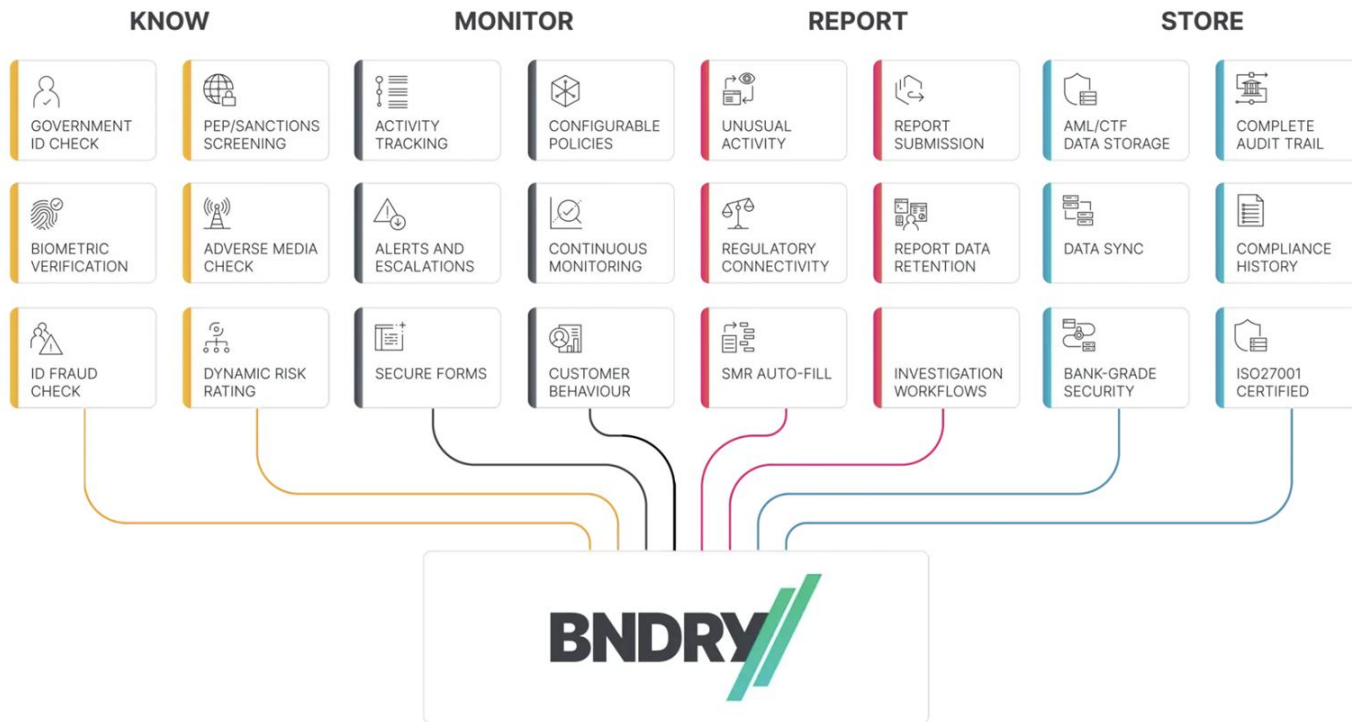 KNOW
MONITOR
REPORT
STORE
GOVERNMENT
ID CHECK
PEP/SANCTIONS
SCREENING
ACTIVITY
TRACKING
CONFIGURABLE
POLICIES
UNUSUAL
ACTIVITY
REPORT
SUBMISSION
AML/CTF
DATA STORAGE
COMPLETE
AUDIT TRAIL
BIOMETRIC
VERIFICATION
ADVERSE MEDIA
CHECK
ALERTS AND
ESCALATIONS
CONTINUOUS
MONITORING
REGULATORY
CONNECTIVITY
REPORT DATA
RETENTION
DATA SYNC
COMPLIANCE
HISTORY
ID FRAUD
CHECK
DYNAMIC RISK
RATING
SECURE FORMS
CUSTOMER
BEHAVIOUR
SMR AUTO-FILL
INVESTIGATION
WORKFLOWS
BANK-GRADE
SECURITY
ISO27001
CERTIFIED
BNDRY